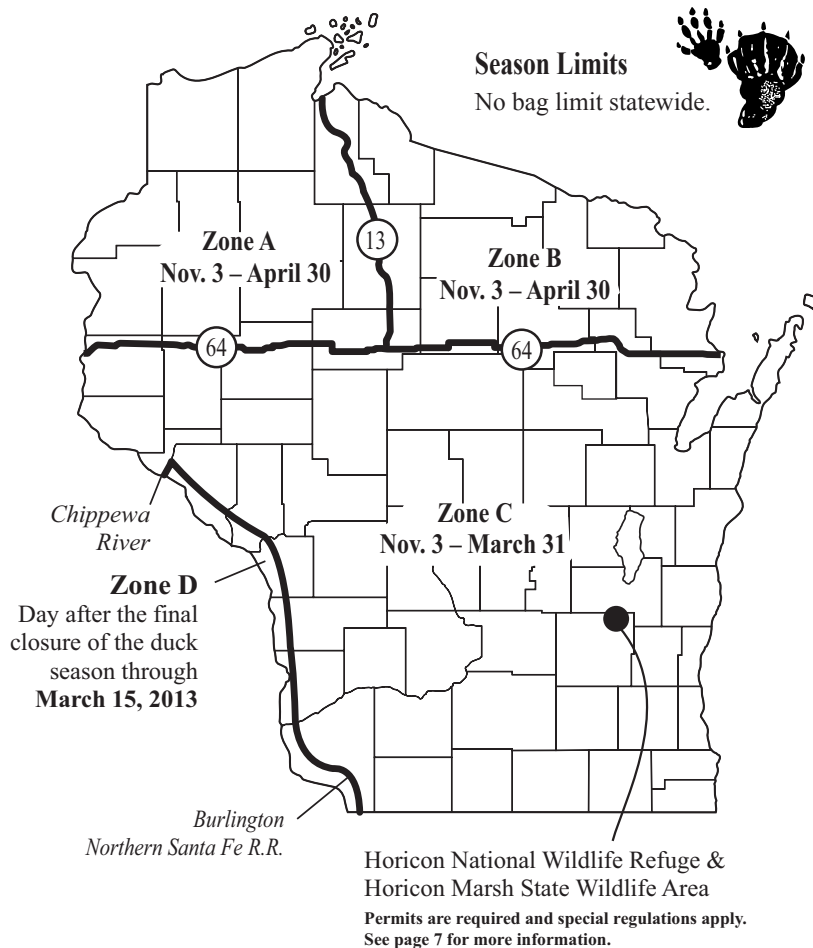 Season Limits
No bag limit statewide.
Zone A
Nov. 3 – April 30
13
Zone B
Nov. 3 – April 30
64
64
Chippewa
River
Zone C
Nov. 3 – March 31
Zone D
Day after the final
closure of the duck
season through
March 15, 2013
Burlington
Northern Santa Fe R.R.
Horicon National Wildlife Refuge &
Horicon Marsh State Wildlife Area
Permits are required and special regulations apply.
See page 7 for more information.